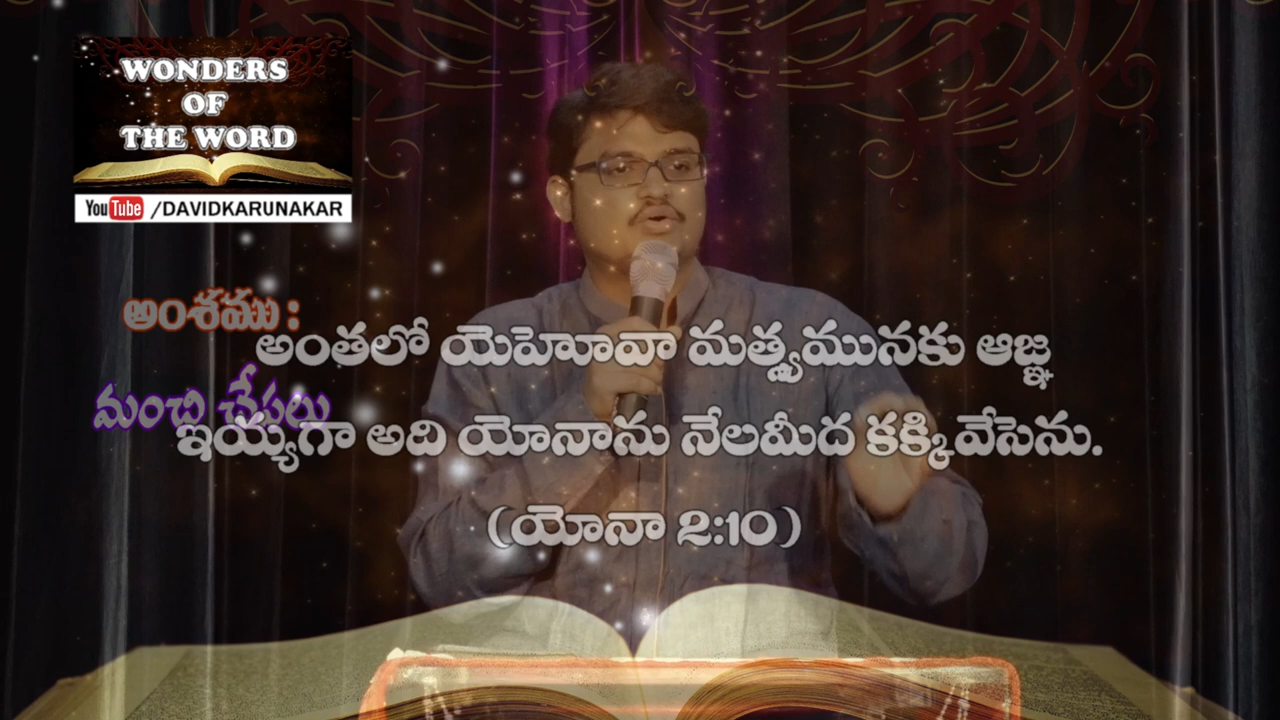 WONDERS
OF
THE WORD
YouTube /DAVIDKARUNAKAR
అంశము :
మంచి చేపలు
అంతలో యెహోవా మత్స్యమునకు ఆజ్ఞ
ఇయ్యగా అది యోనాను నేలమీద కక్కివేసెను.
(యోనా 2:10)